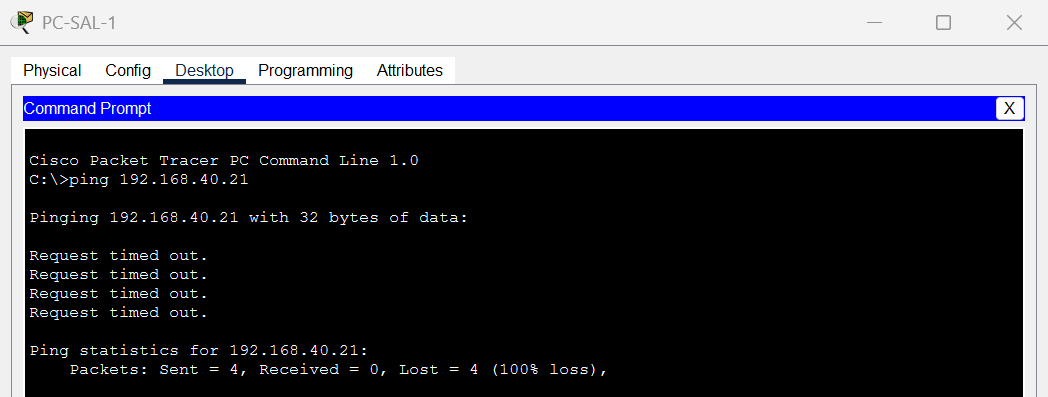 PC-SAL-1
Physical Config Desktop Programming Attributes
Command Prompt X
Cisco Packet Tracer PC Command Line 1.0
C:\>ping 192.168.40.21
Pinging 192.168.40.21 with 32 bytes of data:
Request timed out.
Request timed out.
Request timed out.
Request timed out.
Ping statistics for 192.168.40.21:
Packets: Sent = 4, Received = 0, Lost = 4 (100% loss),